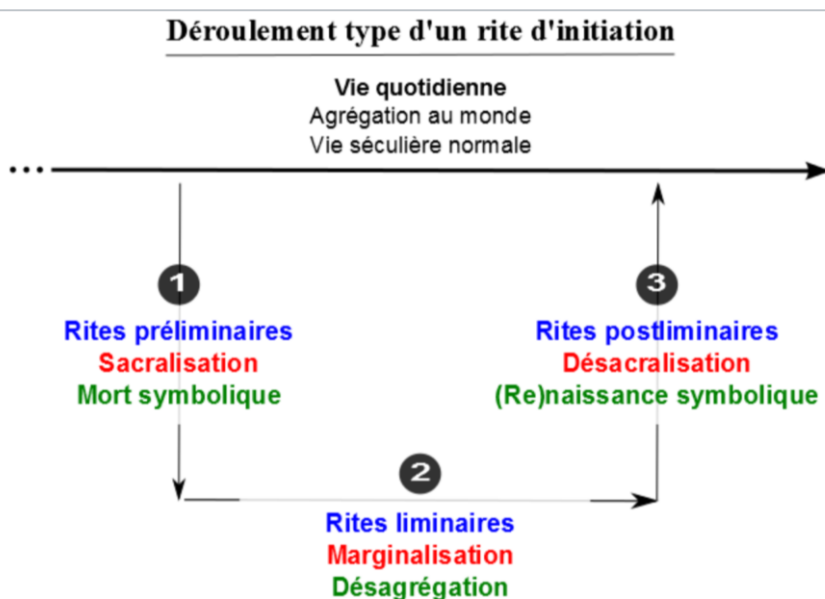 Déroulement type d'un rite d'initiation
Vie quotidienne
Agrégation au monde
Vie séculière normale
...
1
Rites préliminaires
Sacralisation
Mort symbolique
2
Rites liminaires
Marginalisation
Désagrégation
3
Rites postliminaires
Désacralisation
(Re)naissance symbolique